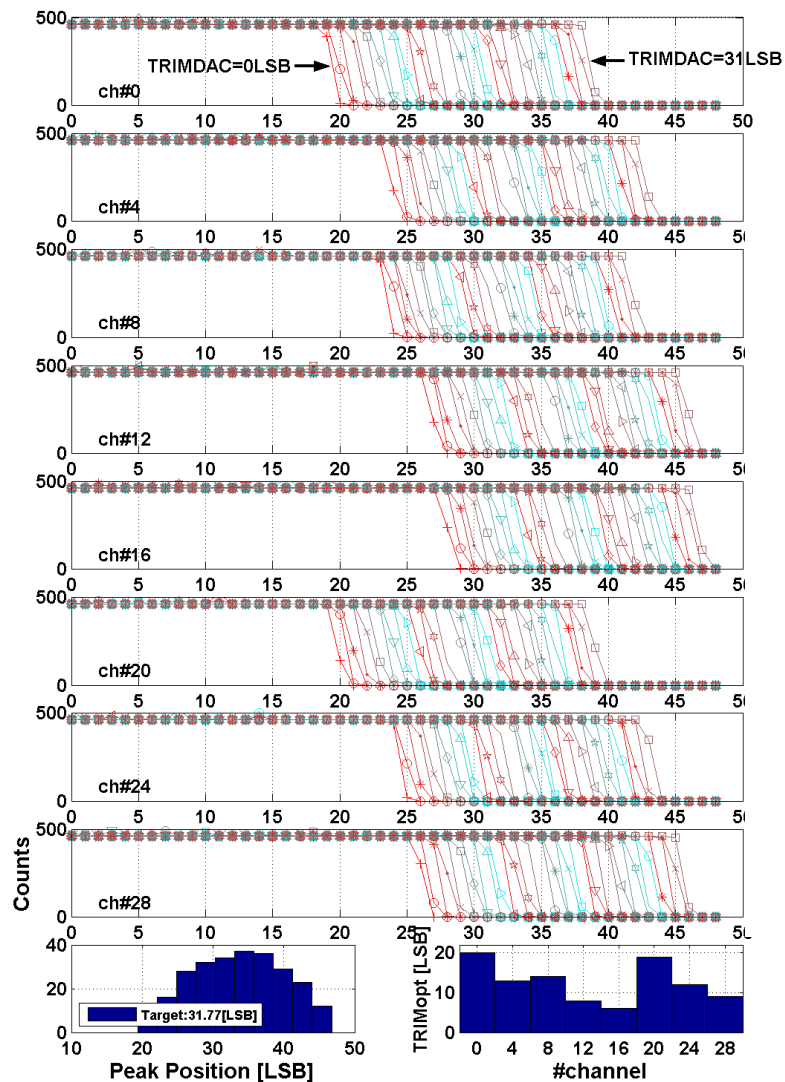 500
TRIMDAC=0LSB
TRIMDAC=31LSB
ch#0
0
0 5 10 15 20 25 30 35 40 45 50
500
ch#4
0
0 5 10 15 20 25 30 35 40 45 50
500
ch#8
0
0 5 10 15 20 25 30 35 40 45 50
500
ch#12
0
0 5 10 15 20 25 30 35 40 45 50
500
ch#16
0
0 5 10 15 20 25 30 35 40 45 50
500
ch#20
0
0 5 10 15 20 25 30 35 40 45 50
500
ch#24
0
0 5 10 15 20 25 30 35 40 45 50
500
Counts
ch#28
0
0 5 10 15 20 25 30 35 40 45 50
40
20
0
Target:31.77[LSB]
10 20 30 40 50
Peak Position [LSB]
TRIMopt [LSB]
20
10
0
0 4 8 12 16 20 24 28
#channel